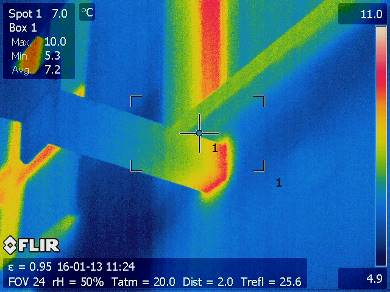 Spot 1 7.0 °C
Box 1
Max. 10.0
Min. 5.3
Avg. 7.2
11.0
1
1
FLIR
4.9
ε = 0.95 16-01-13 11:24
FOV 24 rH = 50% Tatm = 20.0 Dist = 2.0 Trefl = 25.6